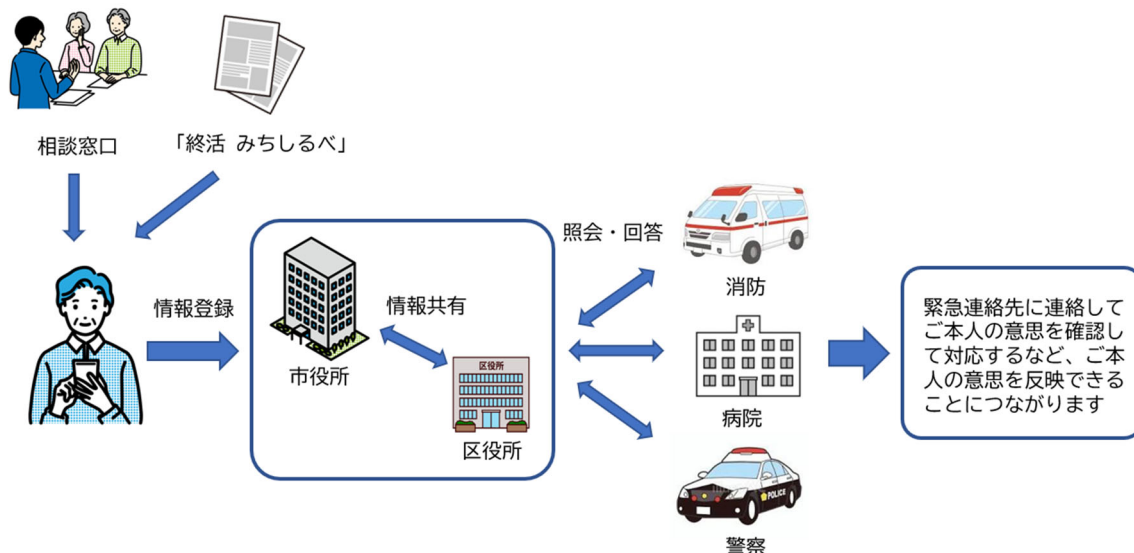 相談窓口
「終活 みちしるべ」
情報登録
情報共有
市役所
区役所
区役所
照会・回答
消防
病院
POLICE
警察
緊急連絡先に連絡して
ご本人の意思を確認し
て対応するなど、ご本
人の意思を反映できる
ことにつながります